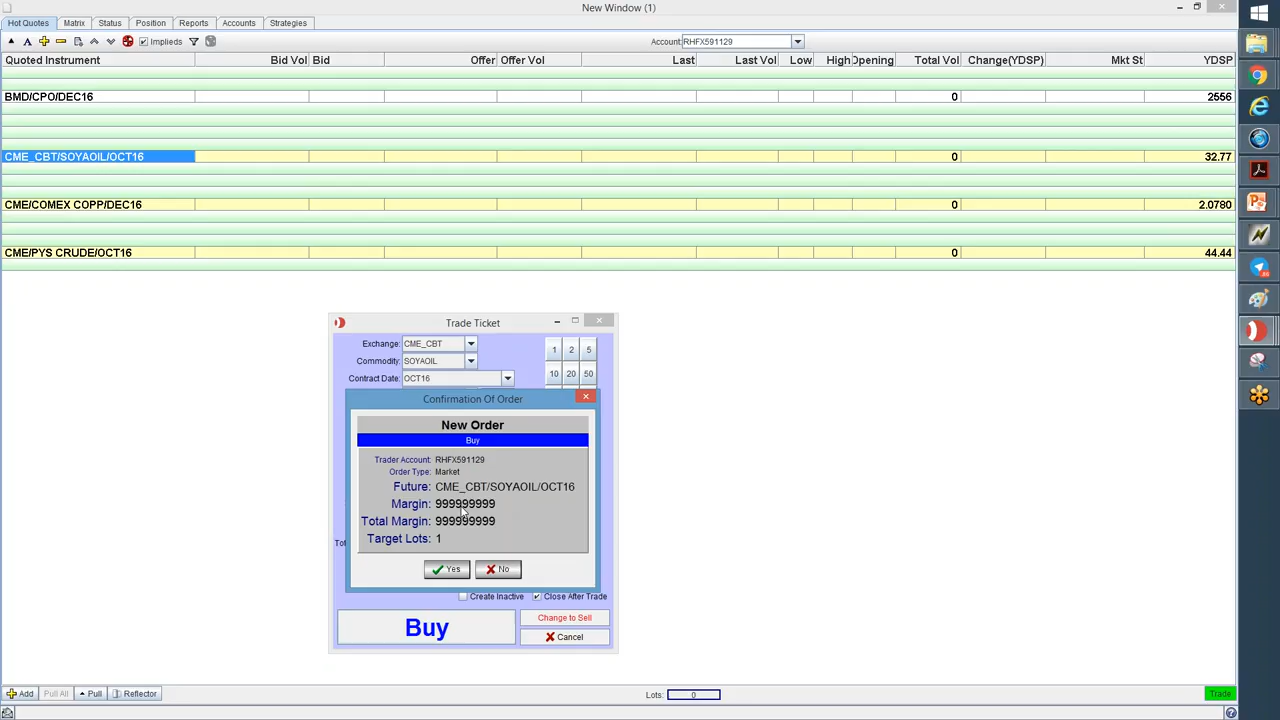 New Window (1)
Hot Quotes Matrix Status Position Reports Accounts Strategies
A Implieds Account: RHFX591129
Quoted Instrument Bid Vol Bid Offer Offer Vol Last Last Vol Low High Opening Total Vol Change(YDSP) Mkt St YDSP
BMD/CPO/DEC16 0 2556
CME_CBT/SOYAOIL/OCT16 0 32.77
CME/COMEX COPP/DEC16 0 2.0780
CME/PYS CRUDE/OCT16 0 44.44
Trade Ticket
Exchange: CME_CBT 1 2 5
Commodity: SOYAOIL
Contract Date: OCT16 10 20 50
Confirmation Of Order
New Order
Buy
Trader Account: RHFX591129
Order Type: Market
Future: CME_CBT/SOYAOIL/OCT16
Margin: 999999999
Total Margin: 999999999
Target Lots: 1
Tot
Yes No
Create Inactive Close After Trade
Buy
Change to Sell
Cancel
Add Pull All Pull Reflector Lots: 0 Trade